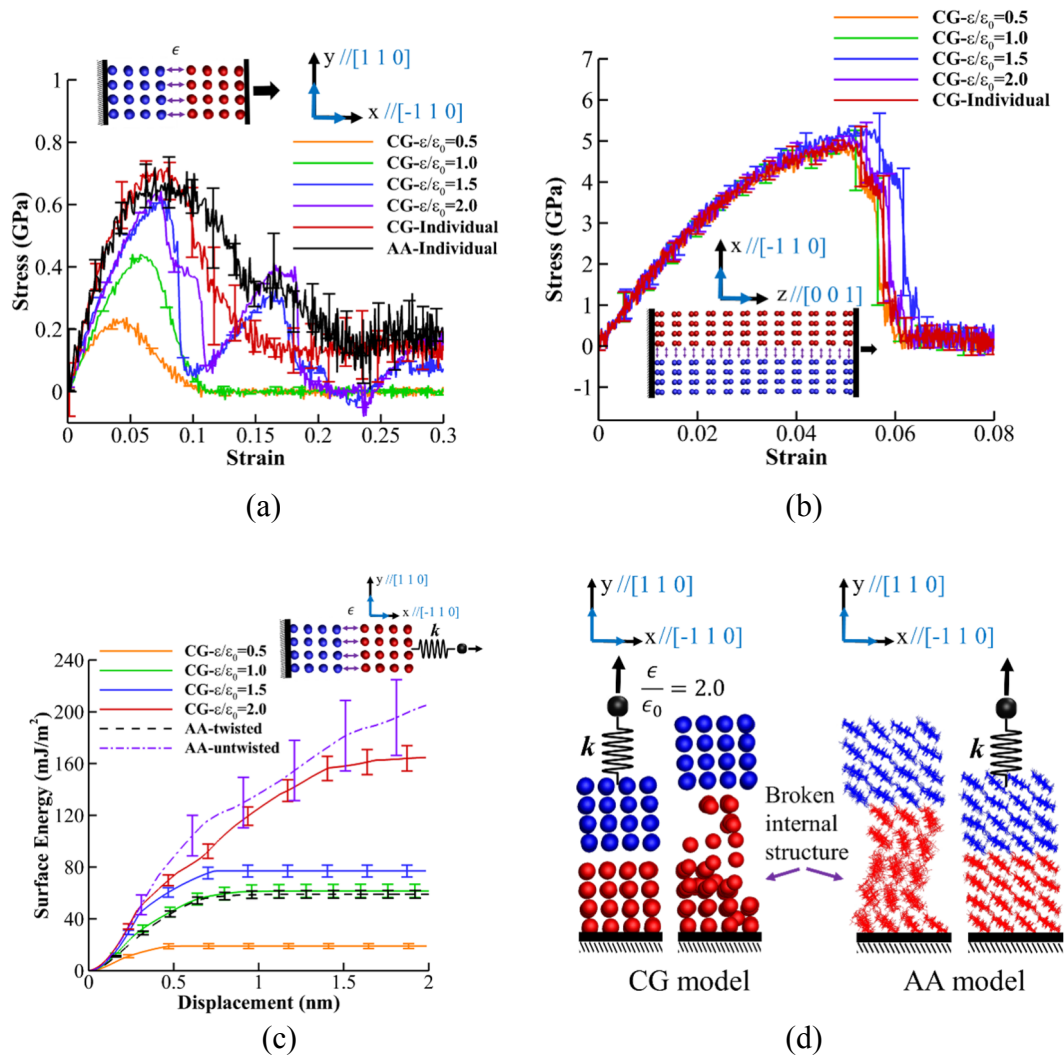 ϵ
y //[1 1 0]
x //[-1 1 0]
CG-ε/ε0=0.5
CG-ε/ε0=1.0
CG-ε/ε0=1.5
CG-ε/ε0=2.0
CG-Individual
AA-Individual
1
0.8
0.6
0.4
0.2
0
Stress (GPa)
0 0.05 0.1 0.15 0.2 0.25 0.3
Strain
(a)
CG-ε/ε0=0.5
CG-ε/ε0=1.0
CG-ε/ε0=1.5
CG-ε/ε0=2.0
CG-Individual
7
6
5
4
3
2
1
0
-1
Stress (GPa)
x //[-1 1 0]
z //[0 0 1]
0 0.02 0.04 0.06 0.08
Strain
(b)
y //[1 1 0]
x //[-1 1 0]
ϵ
k
CG-ε/ε0=0.5
CG-ε/ε0=1.0
CG-ε/ε0=1.5
CG-ε/ε0=2.0
AA-twisted
AA-untwisted
240
200
160
120
80
40
0
Surface Energy (mJ/m²)
0 0.5 1 1.5 2
Displacement (nm)
(c)
y //[1 1 0]
x //[-1 1 0]
y //[1 1 0]
x //[-1 1 0]
ϵ/ϵ0 = 2.0
k
k
Broken
internal
structure
CG model
AA model
(d)